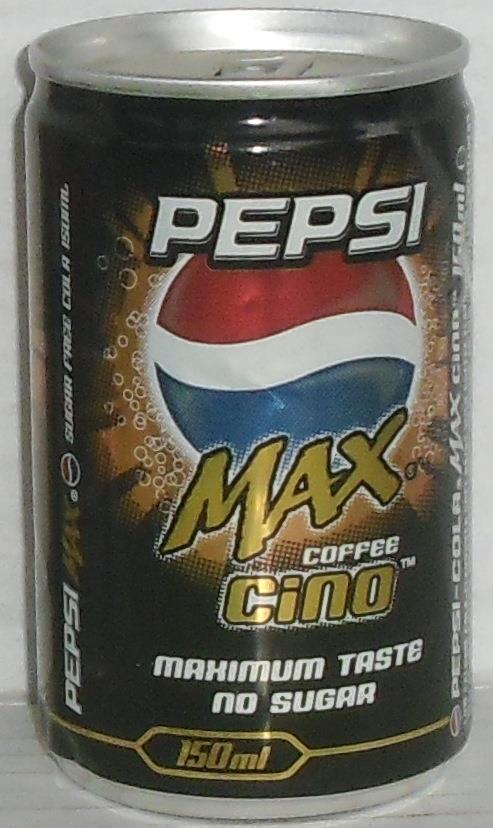 PEPSI
MAX
COFFEE
Cino™
MAXIMUM TASTE
NO SUGAR
150ml
PEPSI MAX® SUGAR FREE COLA 150ML
PEPSI-COLA, MAX cino® 150ml